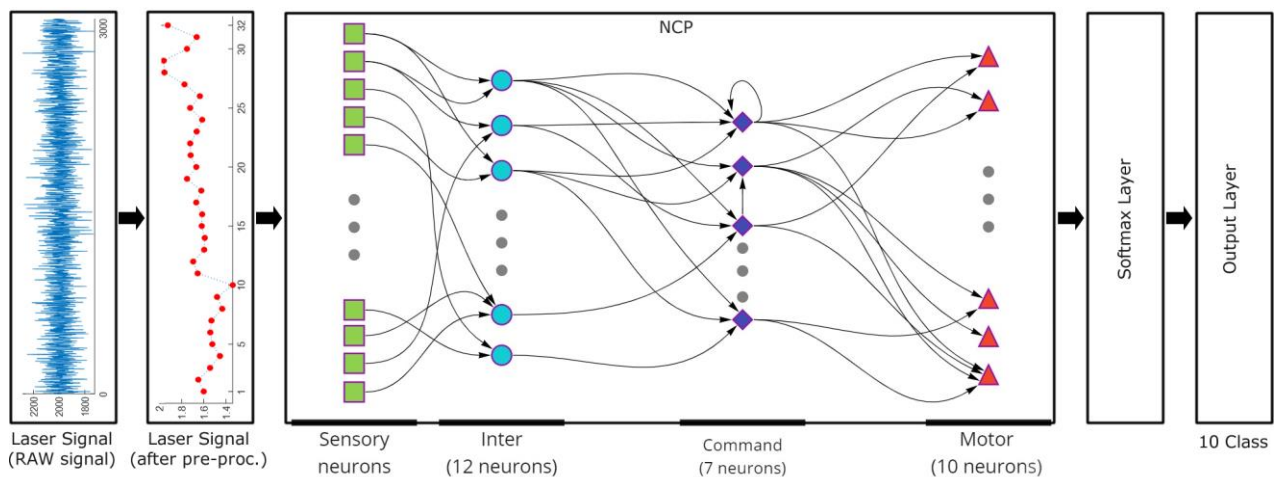 NCP
3000
0
2200
2000
1800
32
30
25
20
15
10
5
1
2
1.8
1.6
1.4
Laser Signal
(RAW signal)
Laser Signal
(after pre-proc.)
Sensory
neurons
Inter
(12 neurons)
Command
(7 neurons)
Motor
(10 neurons)
Softmax Layer
Output Layer
10 Class